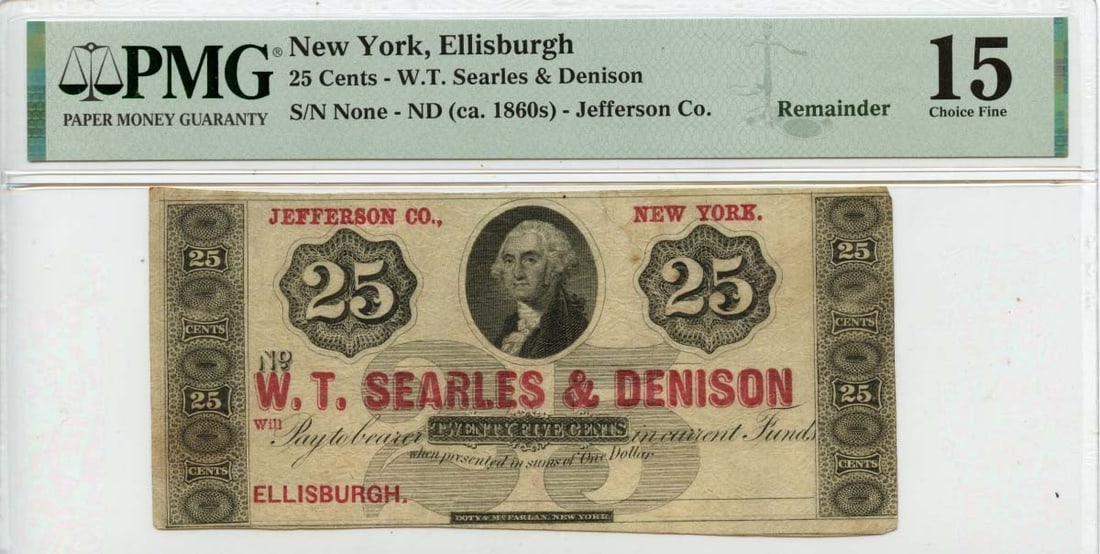 PMG®
PAPER MONEY GUARANTY
New York, Ellisburgh
25 Cents - W.T. Searles & Denison
S/N None - ND (ca. 1860s) - Jefferson Co.
Remainder
15
Choice Fine
JEFFERSON CO., NEW YORK.
25 25
25 25
CENTS CENTS
No
W. T. SEARLES & DENISON
25 25
Will Pay to bearer TWENTY FIVE CENTS in current Funds
when presented in sums of One Dollar
CENTS CENTS
25
ELLISBURGH.
DOTY & McFARLAN, NEW YORK